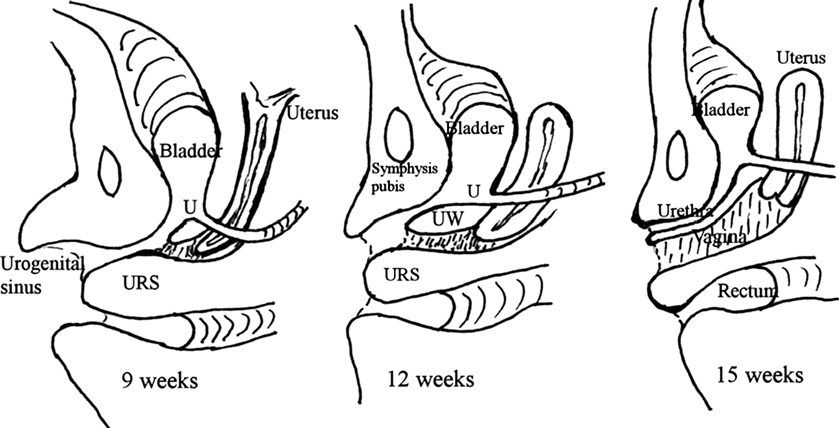 Uterus
Bladder
U
Urogenital
sinus
URS
9 weeks
Bladder
Symphysis
pubis
U
UW
URS
12 weeks
Uterus
Bladder
Urethra
Vagina
Rectum
15 weeks